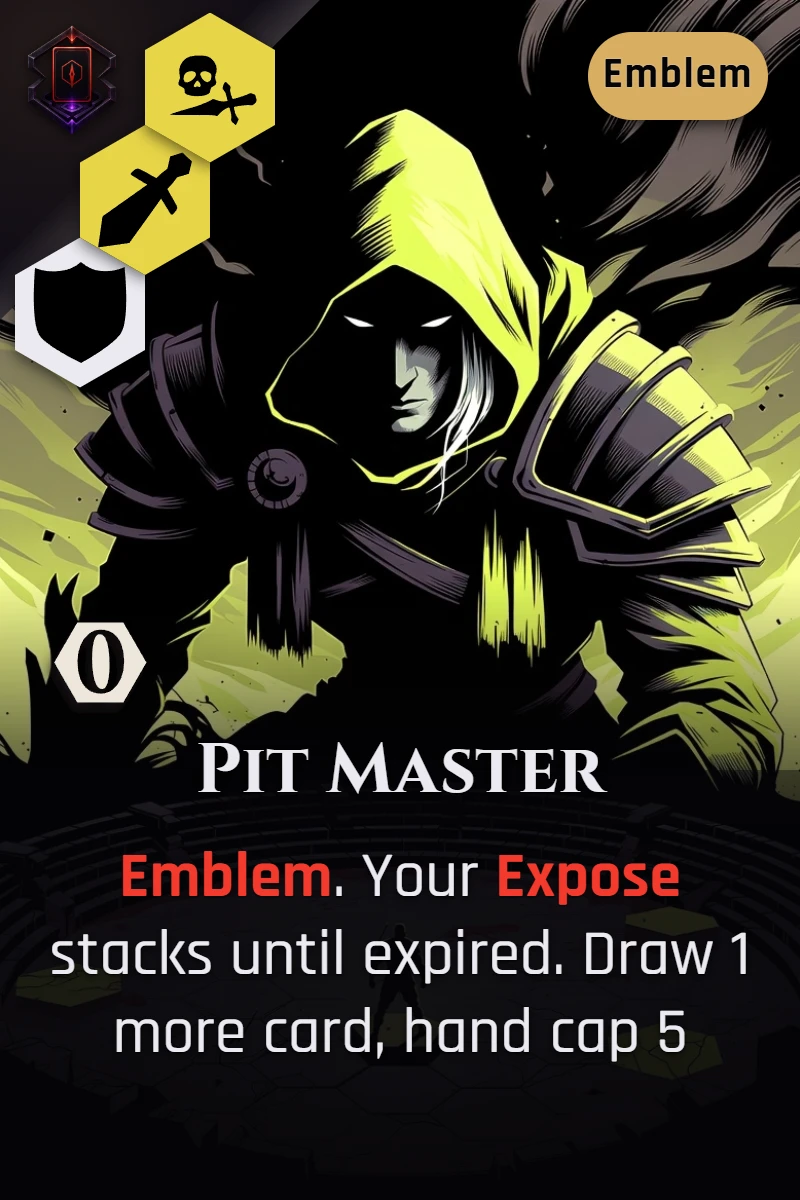 Emblem
0
Pit Master
Emblem. Your Expose
stacks until expired. Draw 1
more card, hand cap 5